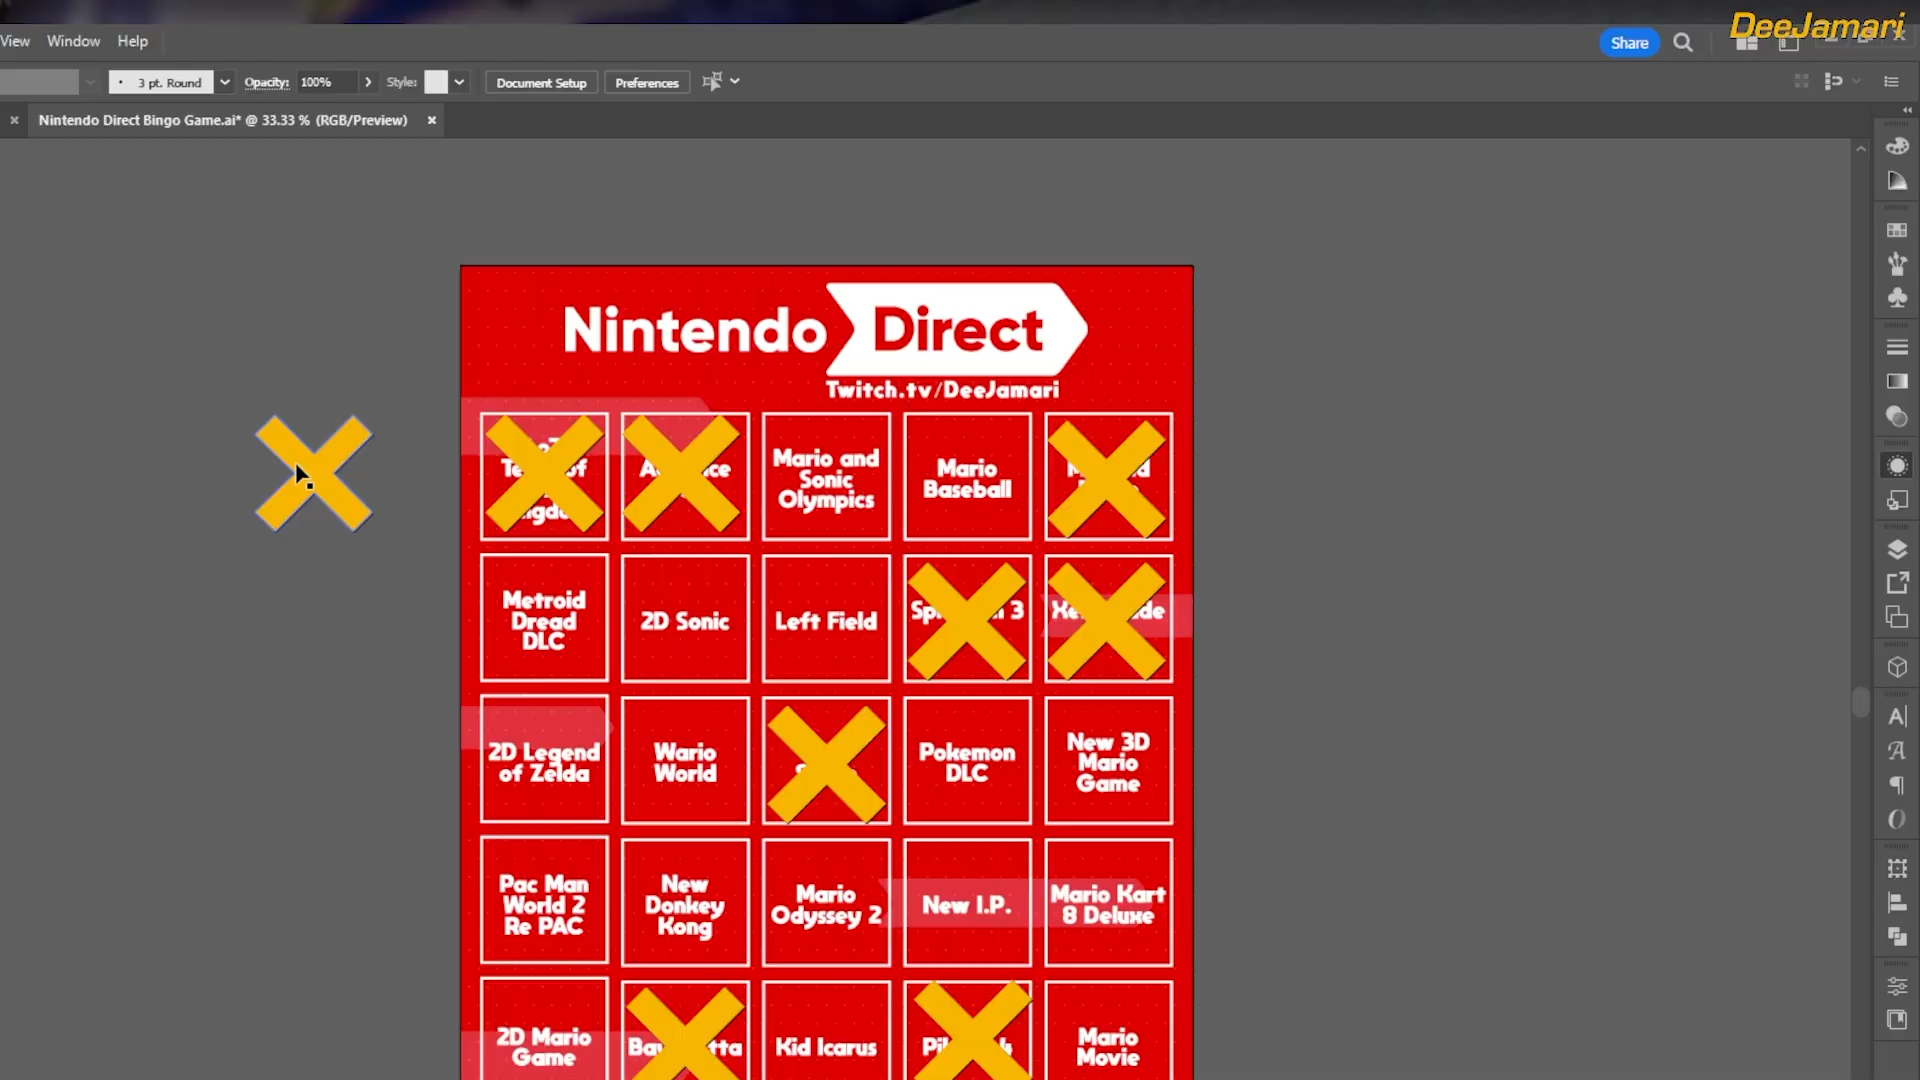 DeeJamari
View Window Help
Share
3 pt. Round Opacity: 100% Style: Document Setup Preferences
Nintendo Direct Bingo Game.ai* @ 33.33 % (RGB/Preview)
Nintendo Direct
Twitch.tv/DeeJamari
Mario and
Sonic
Olympics
Mario
Baseball
Metroid
Dread
DLC
2D Sonic
Left Field
2D Legend
of Zelda
Wario
World
Pokemon
DLC
New 3D
Mario
Game
Pac Man
World 2
Re PAC
New
Donkey
Kong
Mario
Odyssey 2
New I.P.
Mario Kart
8 Deluxe
2D Mario
Game
Kid Icarus
Mario
Movie